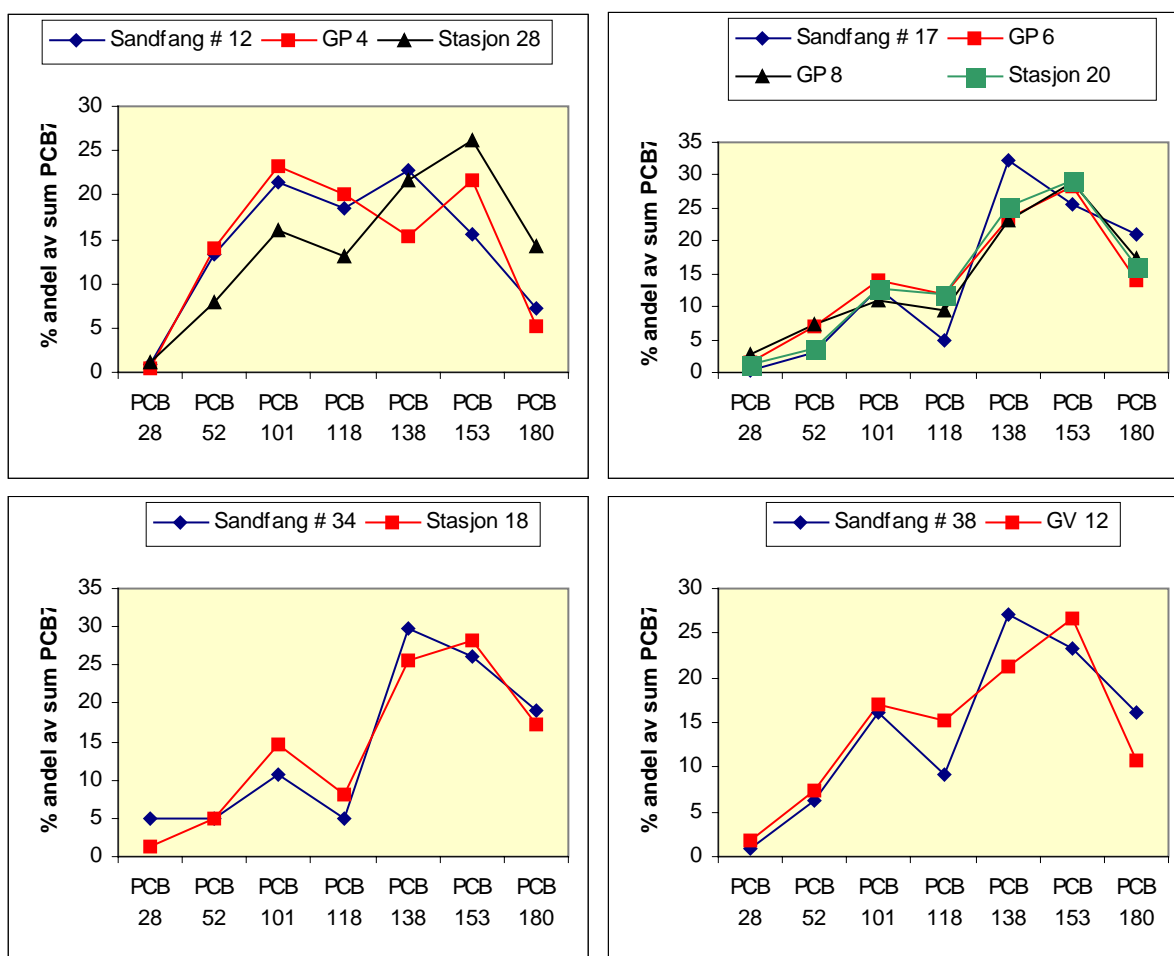 Sandfang # 12 GP 4 Stasjon 28
% andel av sum PCB7
30
25
20
15
10
5
0
PCB PCB PCB PCB PCB PCB PCB
28 52 101 118 138 153 180
Sandfang # 17 GP 6
GP 8 Stasjon 20
% andel av sum PCB7
35
30
25
20
15
10
5
0
PCB PCB PCB PCB PCB PCB PCB
28 52 101 118 138 153 180
Sandfang # 34 Stasjon 18
% andel av sum PCB7
35
30
25
20
15
10
5
0
PCB PCB PCB PCB PCB PCB PCB
28 52 101 118 138 153 180
Sandfang # 38 GV 12
% andel av sum PCB7
30
25
20
15
10
5
0
PCB PCB PCB PCB PCB PCB PCB
28 52 101 118 138 153 180